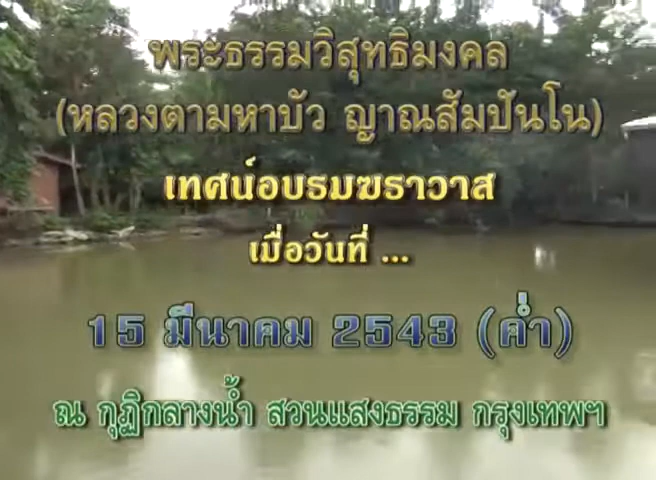 พระธรรมวิสุทธิมงคล
(หลวงตามหาบัว ญาณสัมปันโน)
เทศน์อบรมฆราวาส
เมื่อวันที่ ...
15 มีนาคม 2543 (ค่ำ)
ณ กุฏิกลางน้ำ สวนแสงธรรม กรุงเทพฯ